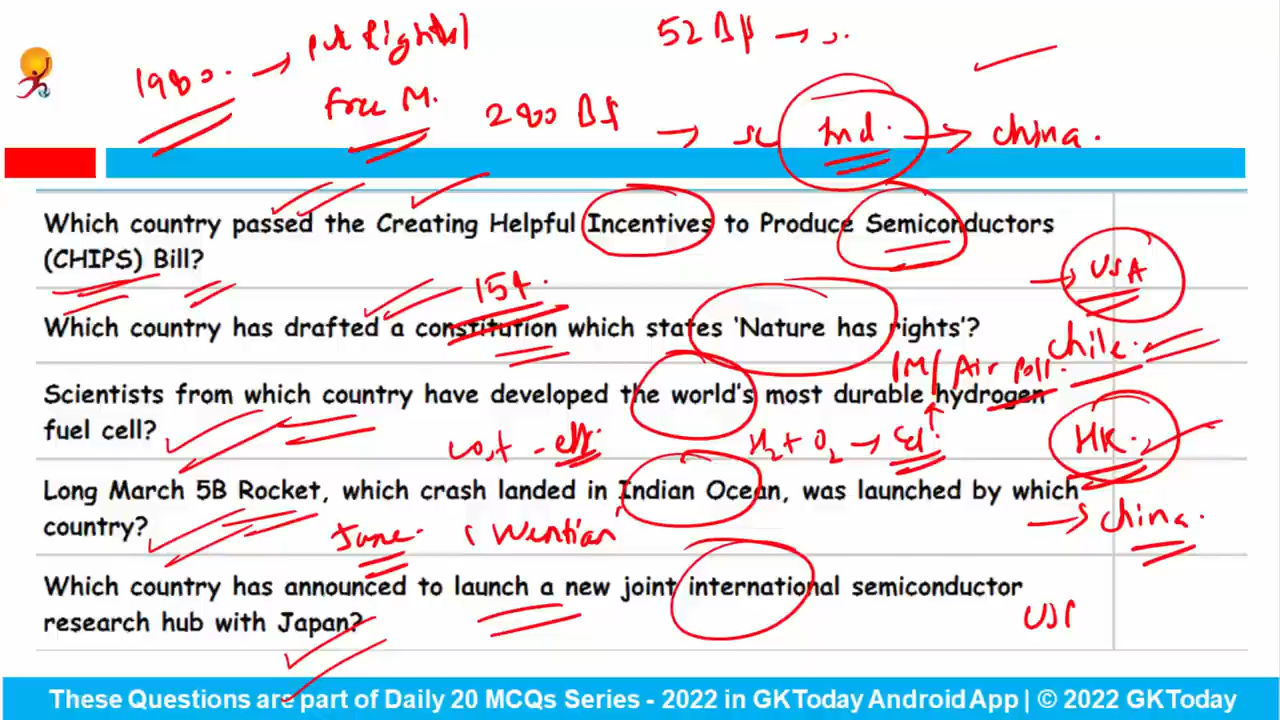 1980. → pvt Rights)
52 B$ →
free M.
280 B$ → sc Ind. → china.
Which country passed the Creating Helpful Incentives to Produce Semiconductors
(CHIPS) Bill?
→ USA
154.
Which country has drafted a constitution which states 'Nature has rights'?
chile.
1M/ Air poll.
Scientists from which country have developed the world's most durable hydrogen
fuel cell?
HK.
cost - eff. H2 + O2 → El.
Long March 5B Rocket, which crash landed in Indian Ocean, was launched by which
country?
→ china.
June. (Wentian
Which country has announced to launch a new joint international semiconductor
research hub with Japan?
These Questions are part of Daily 20 MCQs Series - 2022 in GKToday Android App | © 2022 GKToday